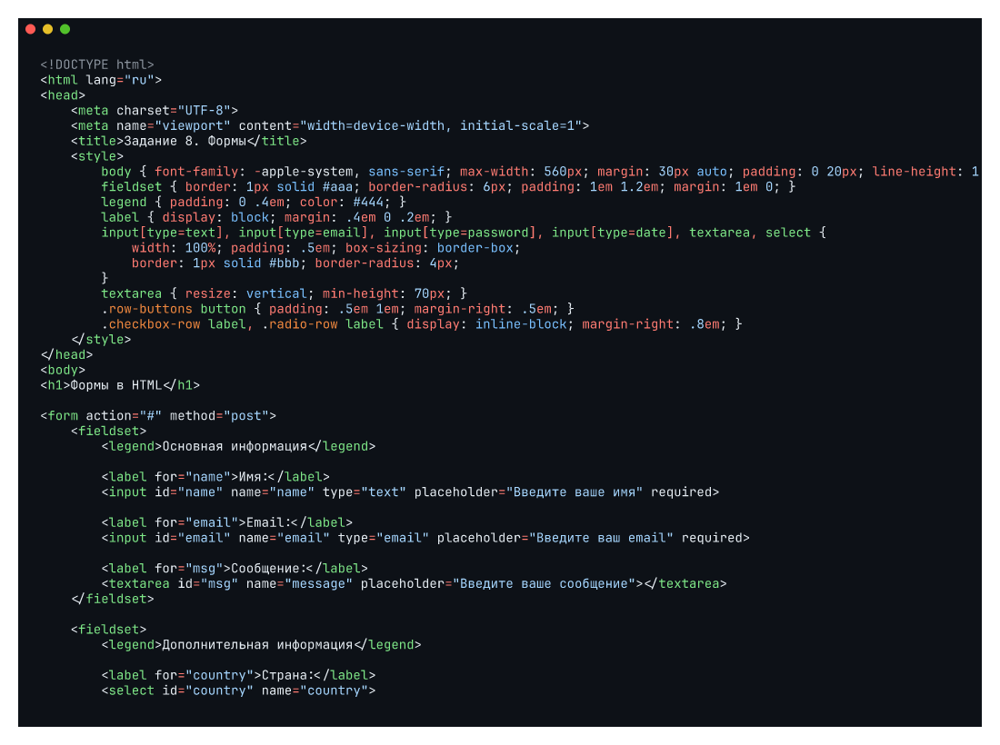 <!DOCTYPE html>
<html lang="ru">
<head>
    <meta charset="UTF-8">
    <meta name="viewport" content="width=device-width, initial-scale=1">
    <title>Задание 8. Формы</title>
    <style>
        body { font-family: -apple-system, sans-serif; max-width: 560px; margin: 30px auto; padding: 0 20px; line-height: 1
        fieldset { border: 1px solid #aaa; border-radius: 6px; padding: 1em 1.2em; margin: 1em 0; }
        legend { padding: 0 .4em; color: #444; }
        label { display: block; margin: .4em 0 .2em; }
        input[type=text], input[type=email], input[type=password], input[type=date], textarea, select {
            width: 100%; padding: .5em; box-sizing: border-box;
            border: 1px solid #bbb; border-radius: 4px;
        }
        textarea { resize: vertical; min-height: 70px; }
        .row-buttons button { padding: .5em 1em; margin-right: .5em; }
        .checkbox-row label, .radio-row label { display: inline-block; margin-right: .8em; }
    </style>
</head>
<body>
<h1>Формы в HTML</h1>

<form action="#" method="post">
    <fieldset>
        <legend>Основная информация</legend>

        <label for="name">Имя:</label>
        <input id="name" name="name" type="text" placeholder="Введите ваше имя" required>

        <label for="email">Email:</label>
        <input id="email" name="email" type="email" placeholder="Введите ваш email" required>

        <label for="msg">Сообщение:</label>
        <textarea id="msg" name="message" placeholder="Введите ваше сообщение"></textarea>
    </fieldset>

    <fieldset>
        <legend>Дополнительная информация</legend>

        <label for="country">Страна:</label>
        <select id="country" name="country">